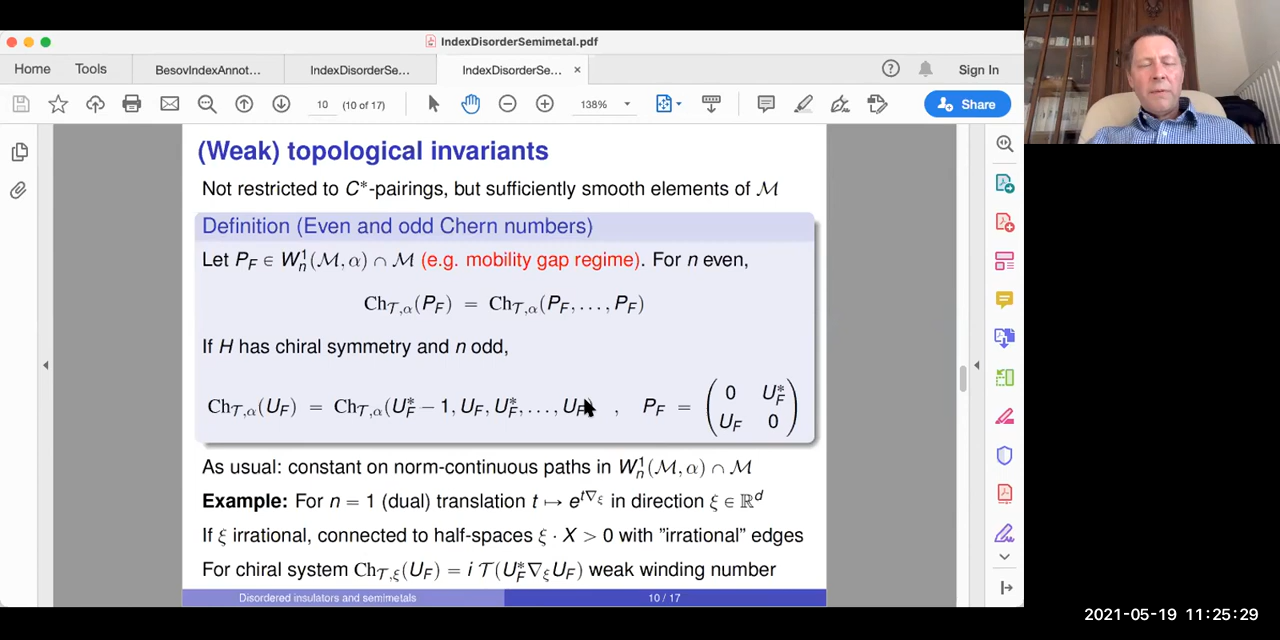 IndexDisorderSemimetal.pdf
Home Tools BesovIndexAnnot... IndexDisorderSe... IndexDisorderSe... × Sign In
10 (10 of 17) 138% Share
(Weak) topological invariants
Not restricted to C*-pairings, but sufficiently smooth elements of ℳ
Definition (Even and odd Chern numbers)
Let P_F ∈ W_n^1(ℳ, α) ∩ ℳ (e.g. mobility gap regime). For n even,
Ch_{𝒯,α}(P_F) = Ch_{𝒯,α}(P_F, …, P_F)
If H has chiral symmetry and n odd,
Ch_{𝒯,α}(U_F) = Ch_{𝒯,α}(U_F^* − 1, U_F, U_F^*, …, U_F) , P_F = ( 0 U_F^* ; U_F 0 )
As usual: constant on norm-continuous paths in W_n^1(ℳ, α) ∩ ℳ
Example: For n = 1 (dual) translation t ↦ e^{t∇_ξ} in direction ξ ∈ ℝ^d
If ξ irrational, connected to half-spaces ξ · X > 0 with "irrational" edges
For chiral system Ch_{𝒯,ξ}(U_F) = i 𝒯(U_F^*∇_ξ U_F) weak winding number
Disordered insulators and semimetals 10 / 17
2021-05-19 11:25:29